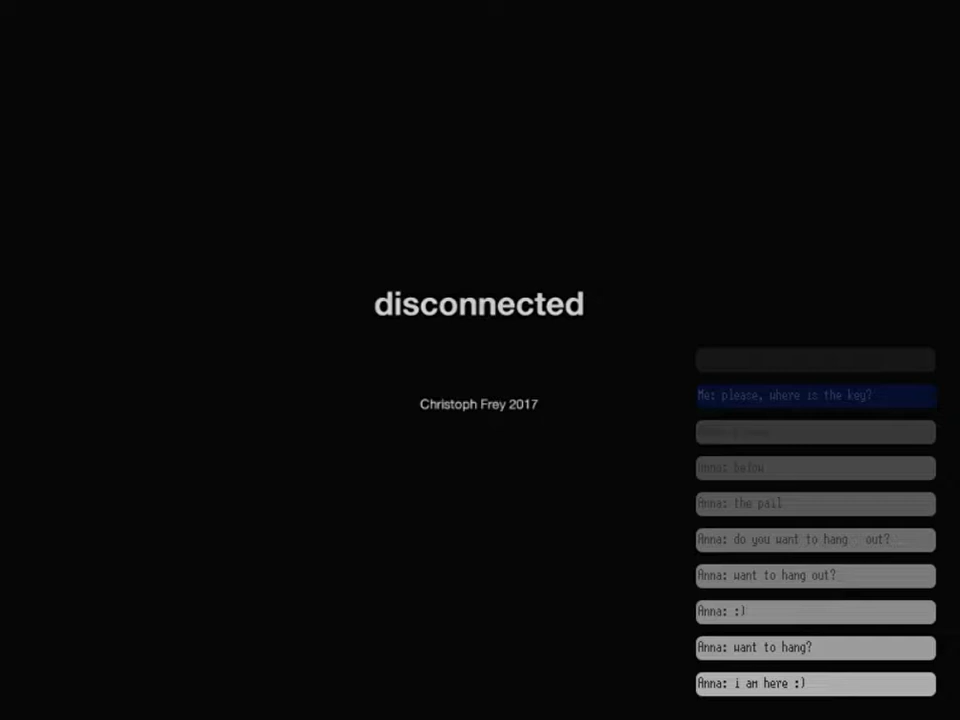 disconnected
Christoph Frey 2017
Me: please, where is the key?
Anna: below
Anna: the pail
Anna: do you want to hang out?
Anna: want to hang out?
Anna: :)
Anna: want to hang?
Anna: i am here :)